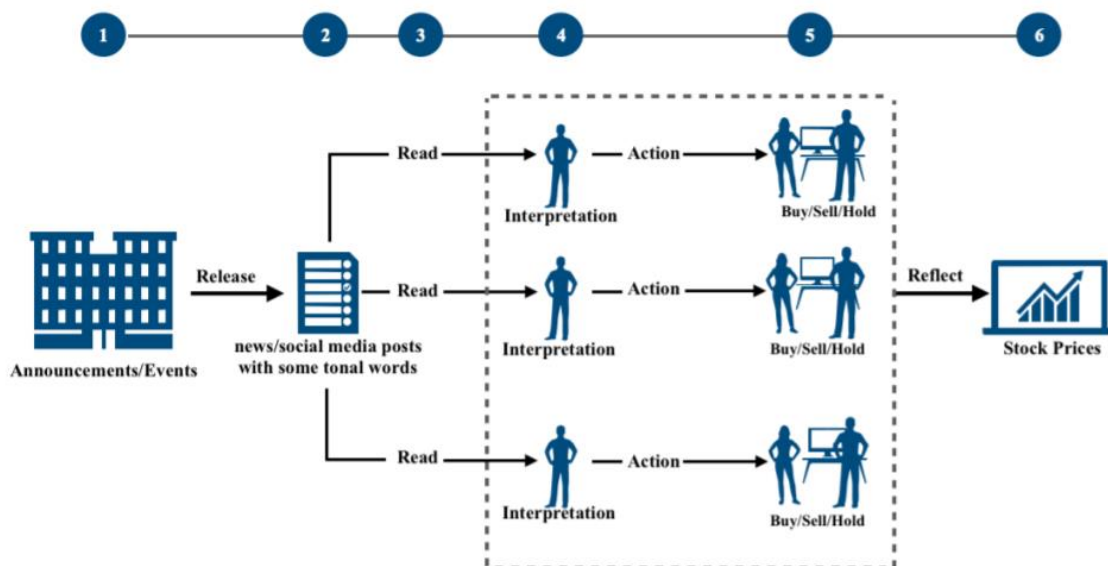 1 2 3 4 5 6
Read Action
Interpretation Buy/Sell/Hold
Release Read Action Reflect
news/social media posts
with some tonal words
Announcements/Events
Interpretation Buy/Sell/Hold
Stock Prices
Read Action
Interpretation Buy/Sell/Hold